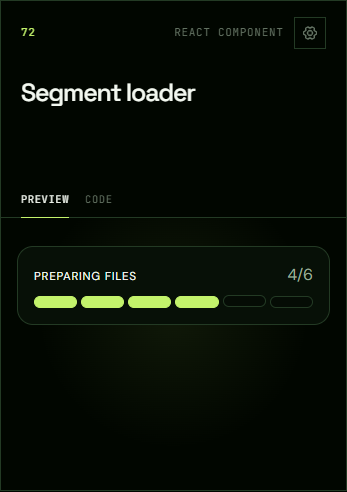 72
REACT COMPONENT
Segment loader
PREVIEW CODE
PREPARING FILES 4/6